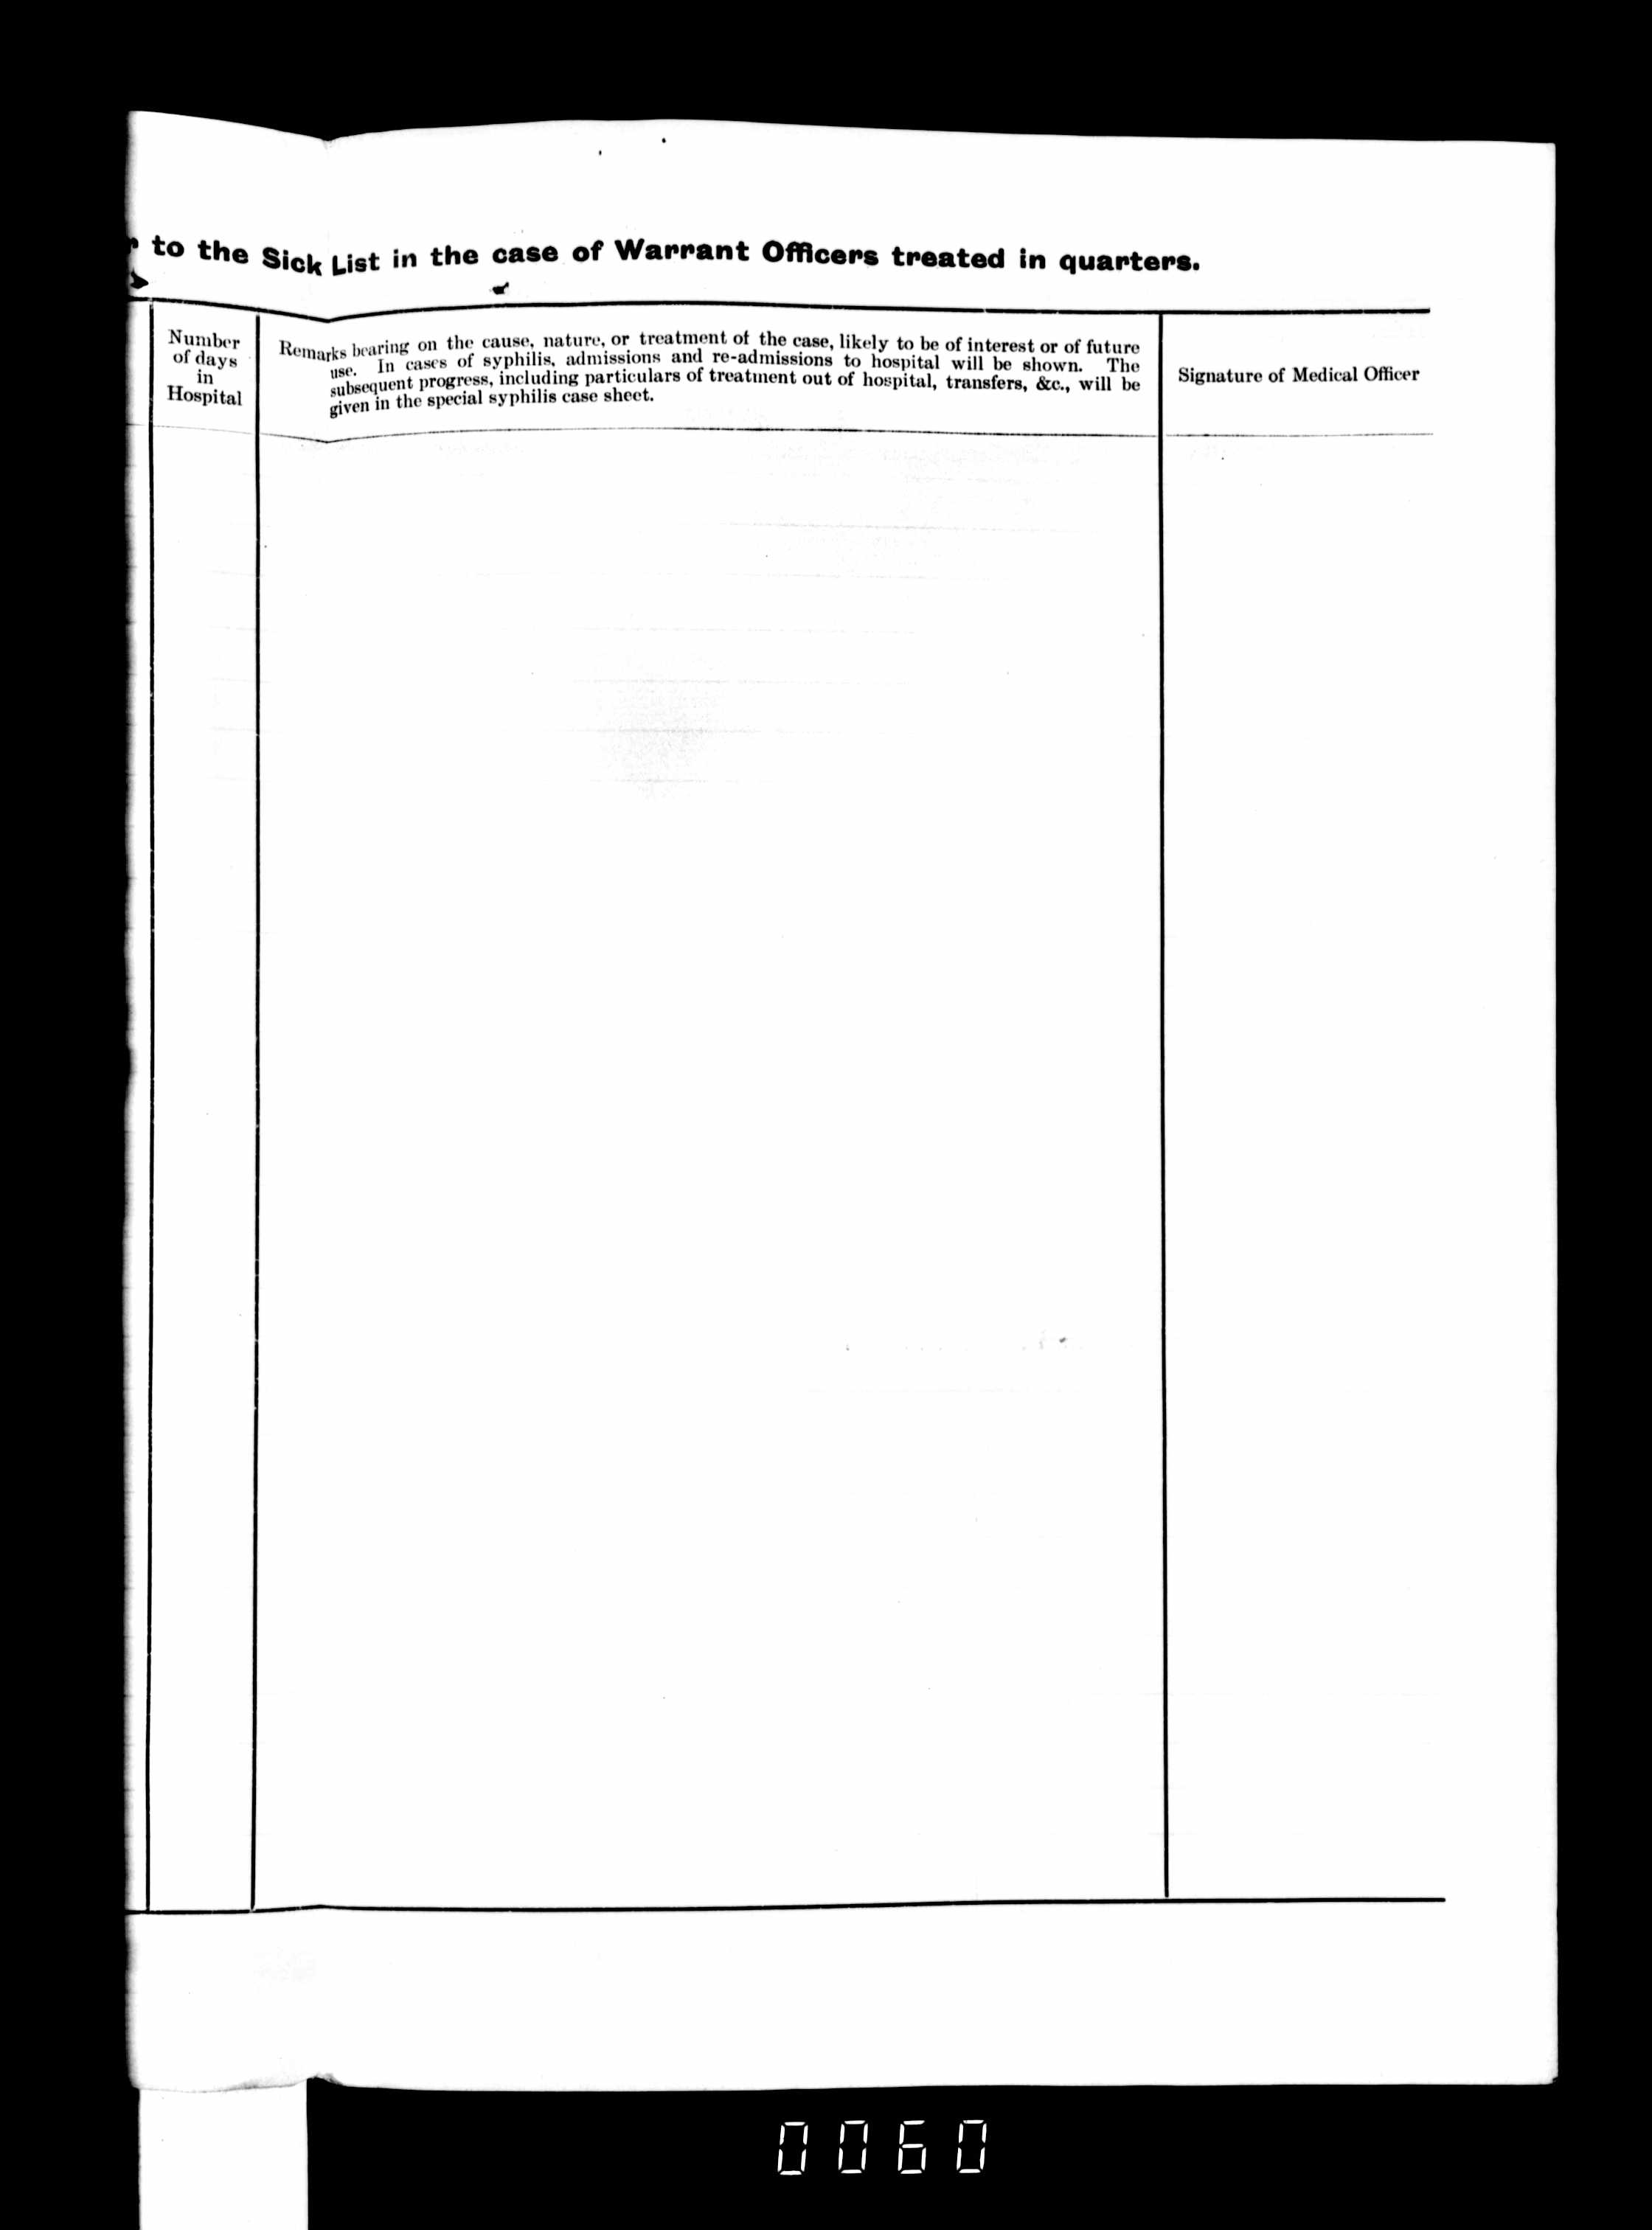 to the Sick List in the case of Warrant Officers treated in quarters.
Number
of days
in
Hospital
Remarks bearing on the cause, nature, or treatment of the case, likely to be of interest or of future
use. In cases of syphilis, admissions and re-admissions to hospital will be shown. The
subsequent progress, including particulars of treatment out of hospital, transfers, &c., will be
given in the special syphilis case sheet.
Signature of Medical Officer
0060